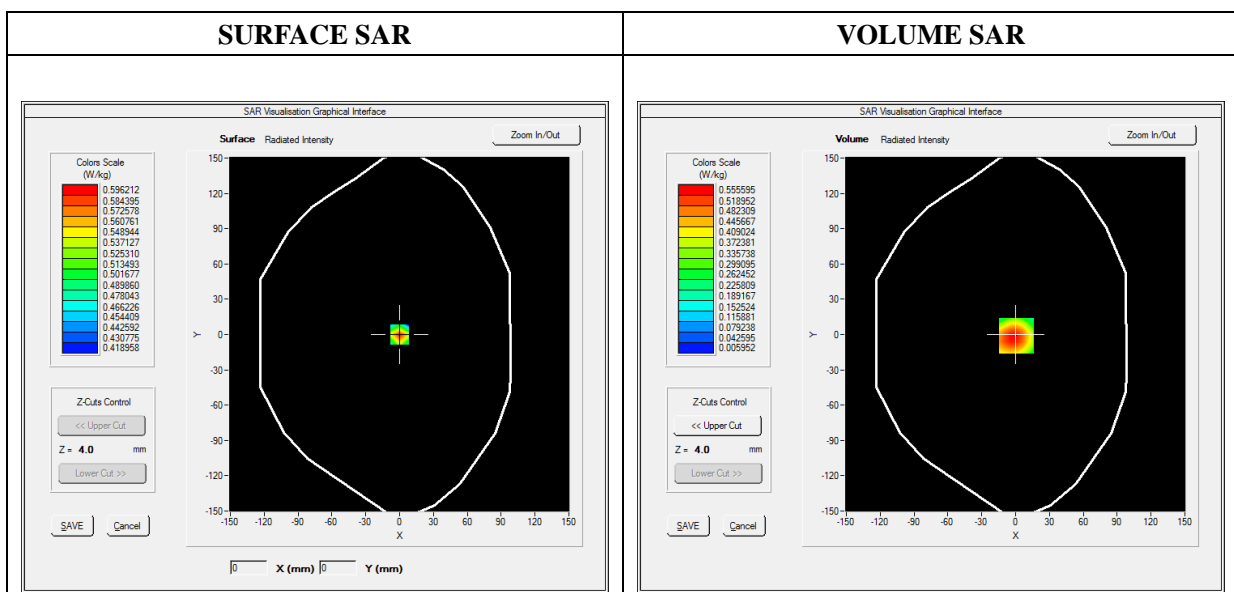 SURFACE SAR
VOLUME SAR
SAR Visualisation Graphical Interface
Surface Radiated Intensity
Zoom In/Out
Colors Scale
(W/kg)
0.596212
0.584395
0.572578
0.560761
0.548944
0.537127
0.525310
0.513493
0.501677
0.489860
0.478043
0.466226
0.454409
0.442592
0.430775
0.418958
Z-Cuts Control
<< Upper Cut
Z = 4.0 mm
Lower Cut >>
SAVE Cancel
150
120
90
60
30
0
-30
-60
-90
-120
-150
Y
-150 -120 -90 -60 -30 0 30 60 90 120 150
X
0 X (mm) 0 Y (mm)
SAR Visualisation Graphical Interface
Volume Radiated Intensity
Zoom In/Out
Colors Scale
(W/kg)
0.555595
0.518952
0.482309
0.445667
0.409024
0.372381
0.335738
0.299095
0.262452
0.225809
0.189167
0.152524
0.115881
0.079238
0.042595
0.005952
Z-Cuts Control
<< Upper Cut
Z = 4.0 mm
Lower Cut >>
SAVE Cancel
150
120
90
60
30
0
-30
-60
-90
-120
-150
Y
-150 -120 -90 -60 -30 0 30 60 90 120 150
X